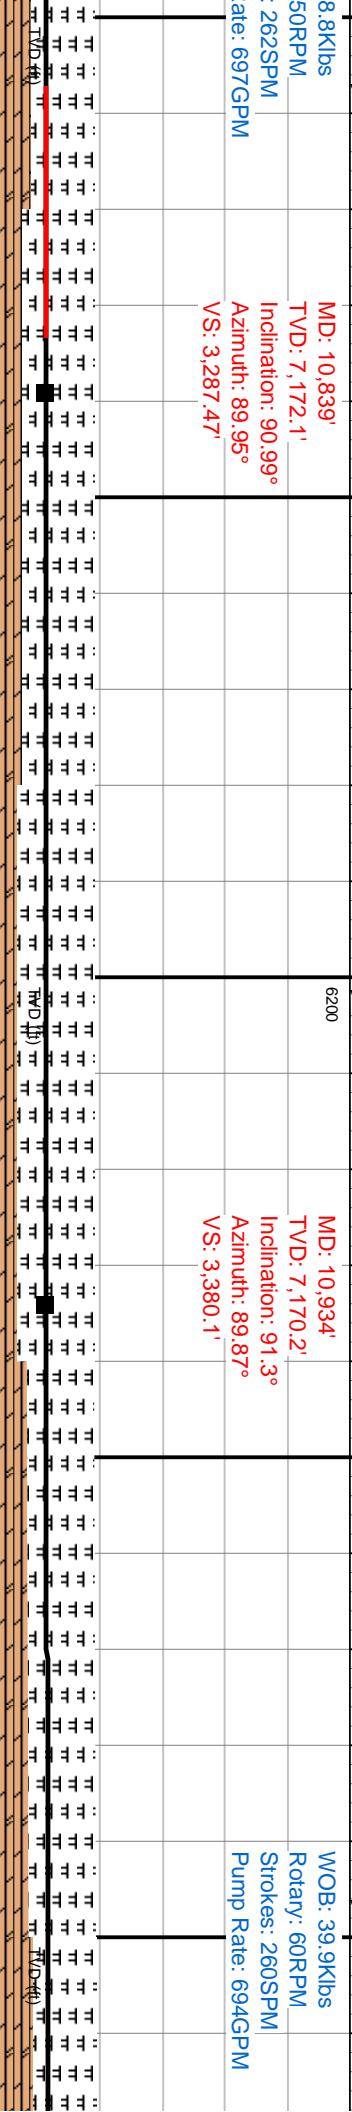 8.8Klbs
50RPM
: 262SPM
ate: 697GPM
TVD (ft)
MD: 10,839'
TVD: 7,172.1'
Inclination: 90.99°
Azimuth: 89.95°
VS: 3,287.47'
6200
TVD (ft)
MD: 10,934'
TVD: 7,170.2'
Inclination: 91.3°
Azimuth: 89.87°
VS: 3,380.1'
WOB: 39.9Klbs
Rotary: 60RPM
Strokes: 260SPM
Pump Rate: 694GPM
TVD (ft)